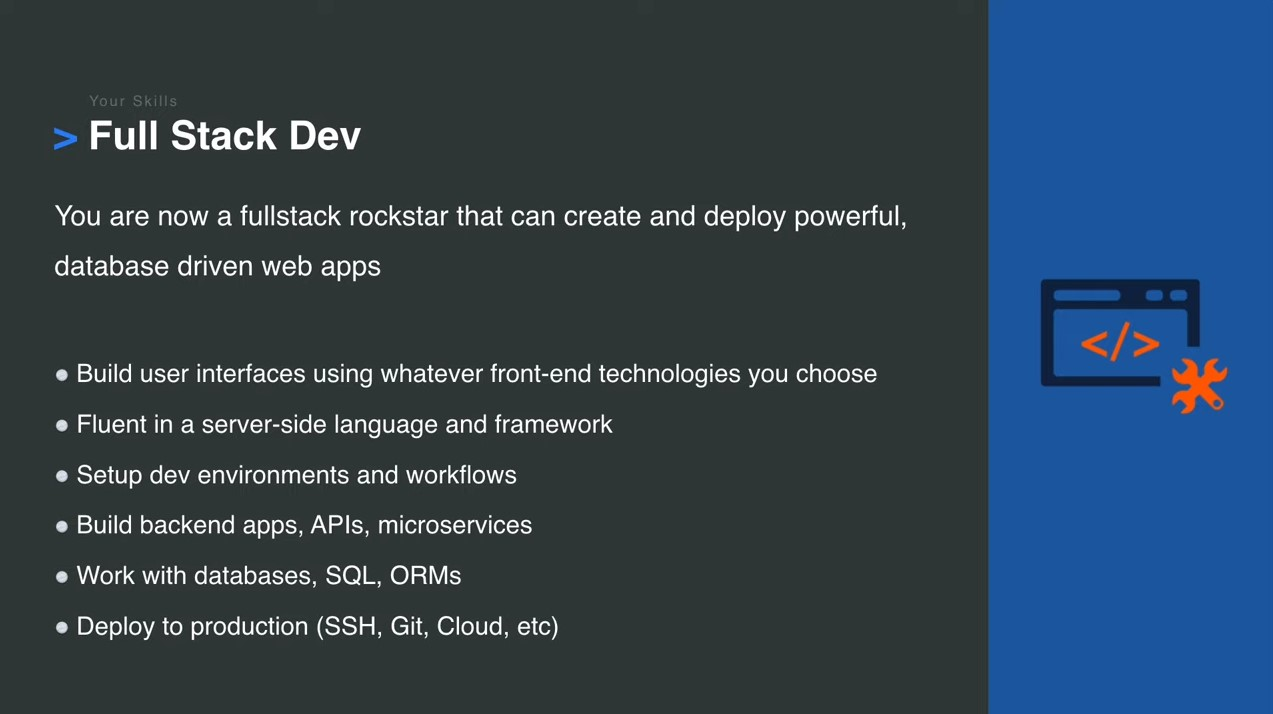 Your Skills
> Full Stack Dev
You are now a fullstack rockstar that can create and deploy powerful,
database driven web apps
• Build user interfaces using whatever front-end technologies you choose
• Fluent in a server-side language and framework
• Setup dev environments and workflows
• Build backend apps, APIs, microservices
• Work with databases, SQL, ORMs
• Deploy to production (SSH, Git, Cloud, etc)
</>